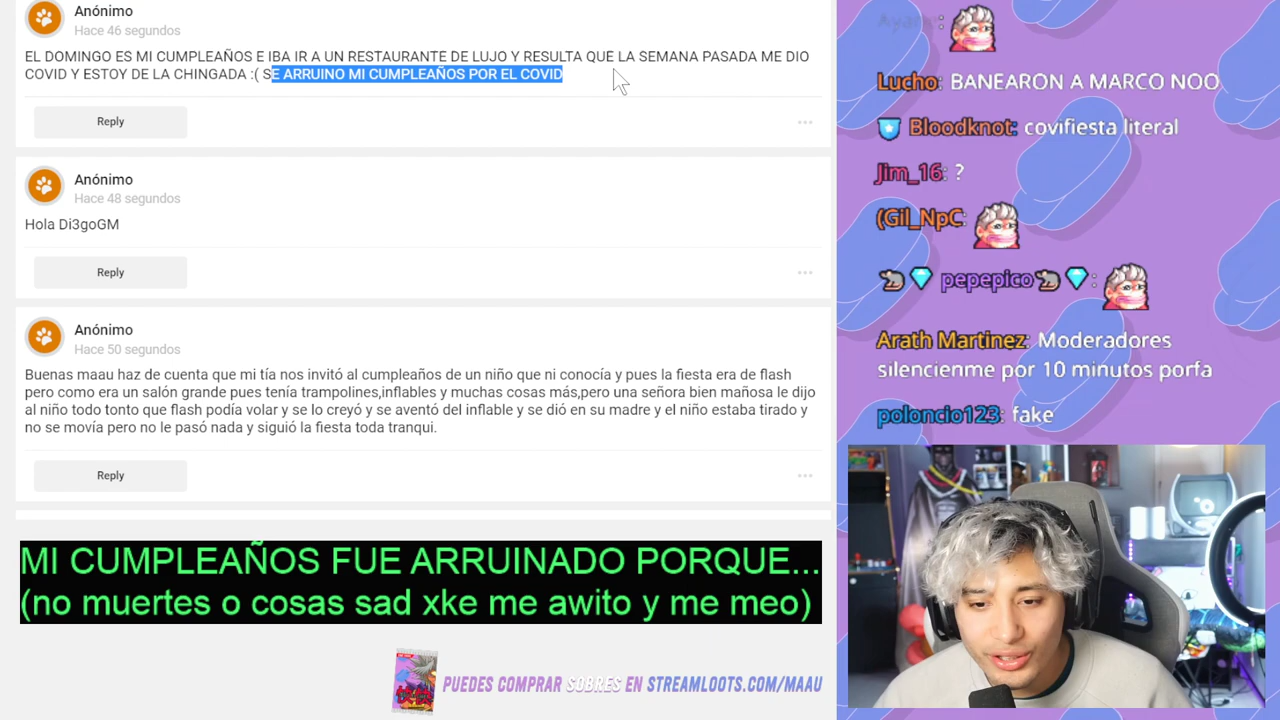 Anónimo
Hace 46 segundos
EL DOMINGO ES MI CUMPLEAÑOS E IBA IR A UN RESTAURANTE DE LUJO Y RESULTA QUE LA SEMANA PASADA ME DIO
COVID Y ESTOY DE LA CHINGADA :( SE ARRUINO MI CUMPLEAÑOS POR EL COVID
Reply
Anónimo
Hace 48 segundos
Hola Di3goGM
Reply
Anónimo
Hace 50 segundos
Buenas maau haz de cuenta que mi tía nos invitó al cumpleaños de un niño que ni conocía y pues la fiesta era de flash
pero como era un salón grande pues tenía trampolines,inflables y muchas cosas más,pero una señora bien mañosa le dijo
al niño todo tonto que flash podía volar y se lo creyó y se aventó del inflable y se dió en su madre y el niño estaba tirado y
no se movía pero no le pasó nada y siguió la fiesta toda tranqui.
Reply
MI CUMPLEAÑOS FUE ARRUINADO PORQUE...
(no muertes o cosas sad xke me awito y me meo)
PUEDES COMPRAR SOBRES EN STREAMLOOTS.COM/MAAU
Lucho: BANEARON A MARCO NOO
Bloodknot: covifiesta literal
Jim_16: ?
(Gil_NpC:
pepepico:
Arath Martinez: Moderadores
silencienme por 10 minutos porfa
poloncio123: fake